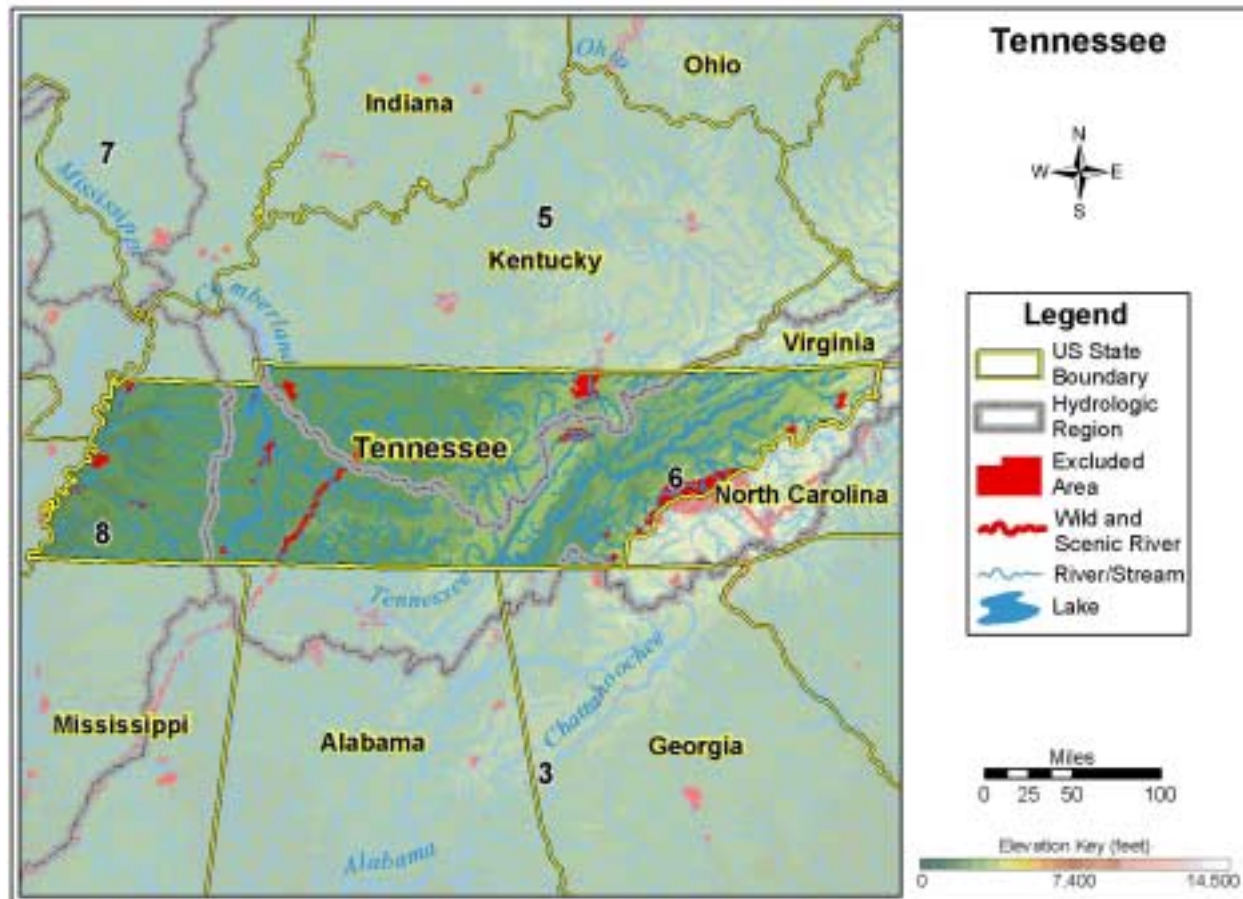 Tennessee
Ohio
Ohio
Indiana
7
Mississippi
5
Kentucky
Cumberland
Virginia
Tennessee
6
North Carolina
8
Tennessee
Chattahoochee
Mississippi
Alabama
Georgia
3
Alabama
N
W E
S
Legend
US State
Boundary
Hydrologic
Region
Excluded
Area
Wild and
Scenic River
River/Stream
Lake
Miles
0 25 50 100
Elevation Key (feet)
0 7,400 14,500